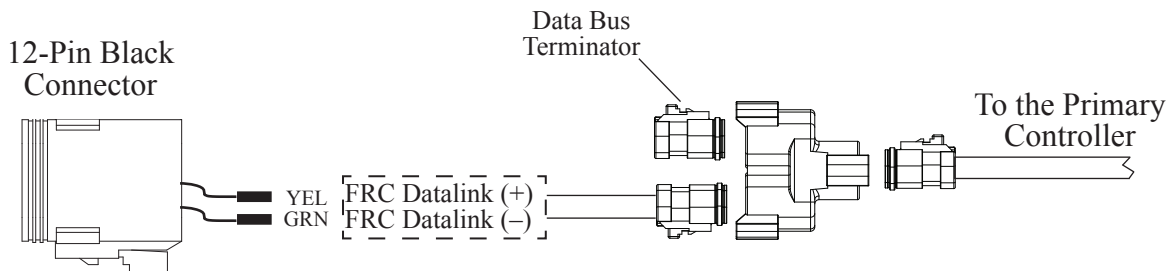 Data Bus
Terminator
12-Pin Black
Connector
To the Primary
Controller
YEL FRC Datalink (+)
GRN FRC Datalink (–)